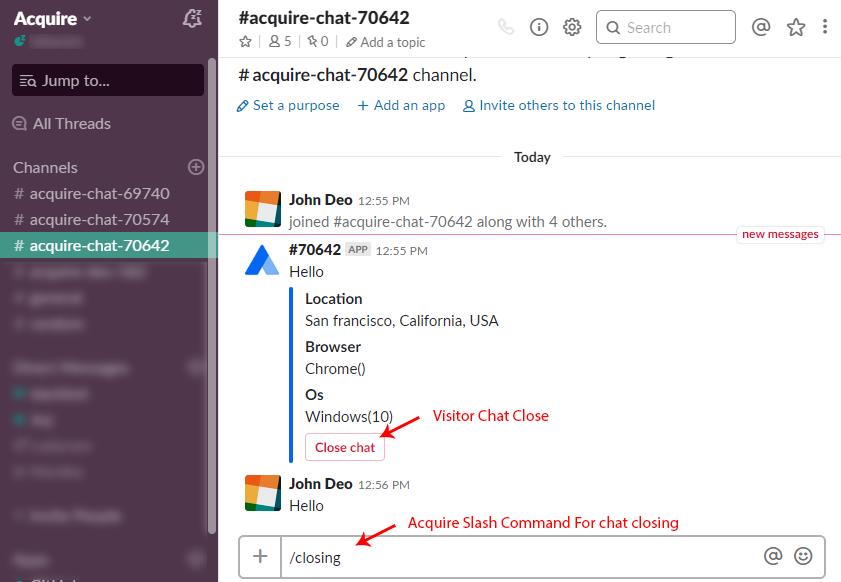 Acquire
Jump to...
All Threads
Channels
# acquire-chat-69740
# acquire-chat-70574
# acquire-chat-70642
#acquire-chat-70642
5
0
Add a topic
Search
# acquire-chat-70642 channel.
Set a purpose
+ Add an app
Invite others to this channel
Today
John Deo 12:55 PM
joined #acquire-chat-70642 along with 4 others.
new messages
#70642 APP 12:55 PM
Hello
Location
San francisco, California, USA
Browser
Chrome()
Os
Windows(10)
Visitor Chat Close
Close chat
John Deo 12:56 PM
Hello
Acquire Slash Command For chat closing
/closing